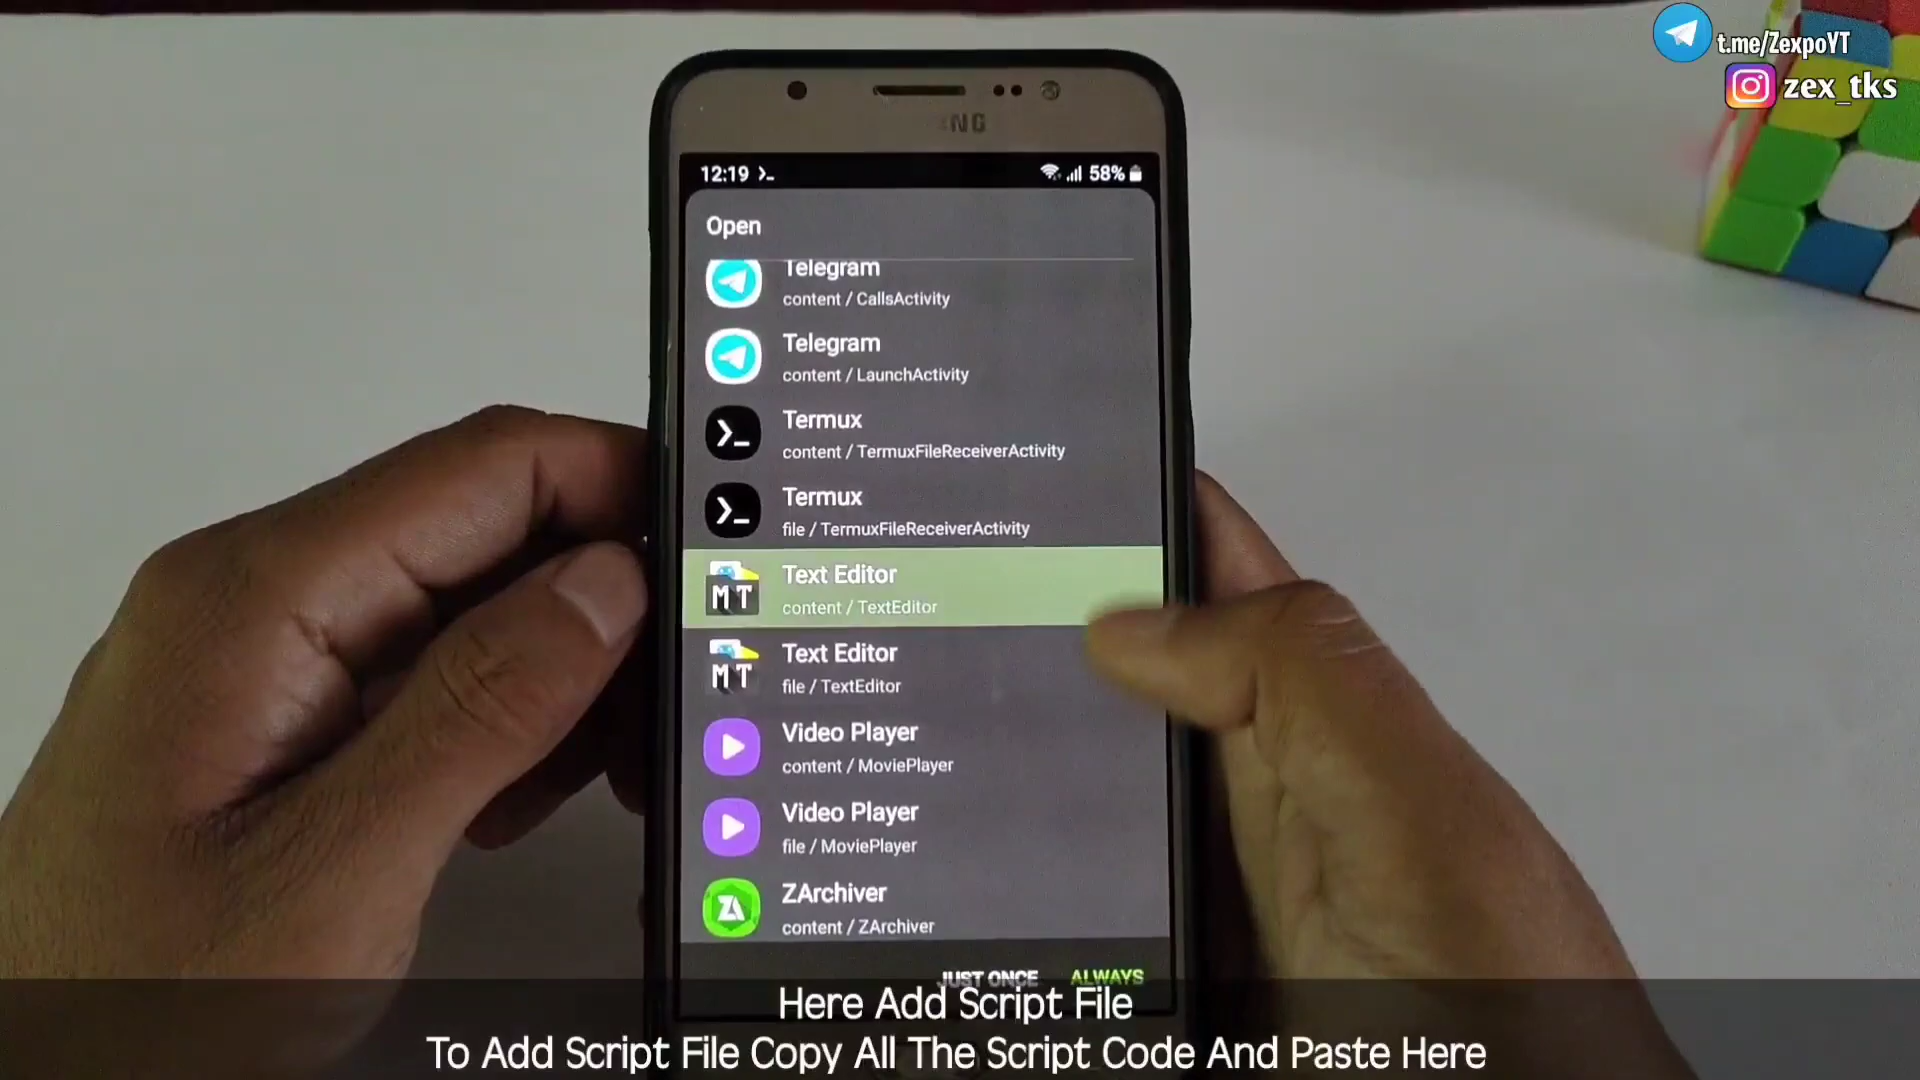 t.me/ZexpoYT
zex_tks
NG
12:19
58%
Open
Telegram
content / CallsActivity
Telegram
content / LaunchActivity
Termux
content / TermuxFileReceiverActivity
Termux
file / TermuxFileReceiverActivity
MT
Text Editor
content / TextEditor
MT
Text Editor
file / TextEditor
Video Player
content / MoviePlayer
Video Player
file / MoviePlayer
ZA
ZArchiver
content / ZArchiver
JUST ONCE ALWAYS
Here Add Script File
To Add Script File Copy All The Script Code And Paste Here